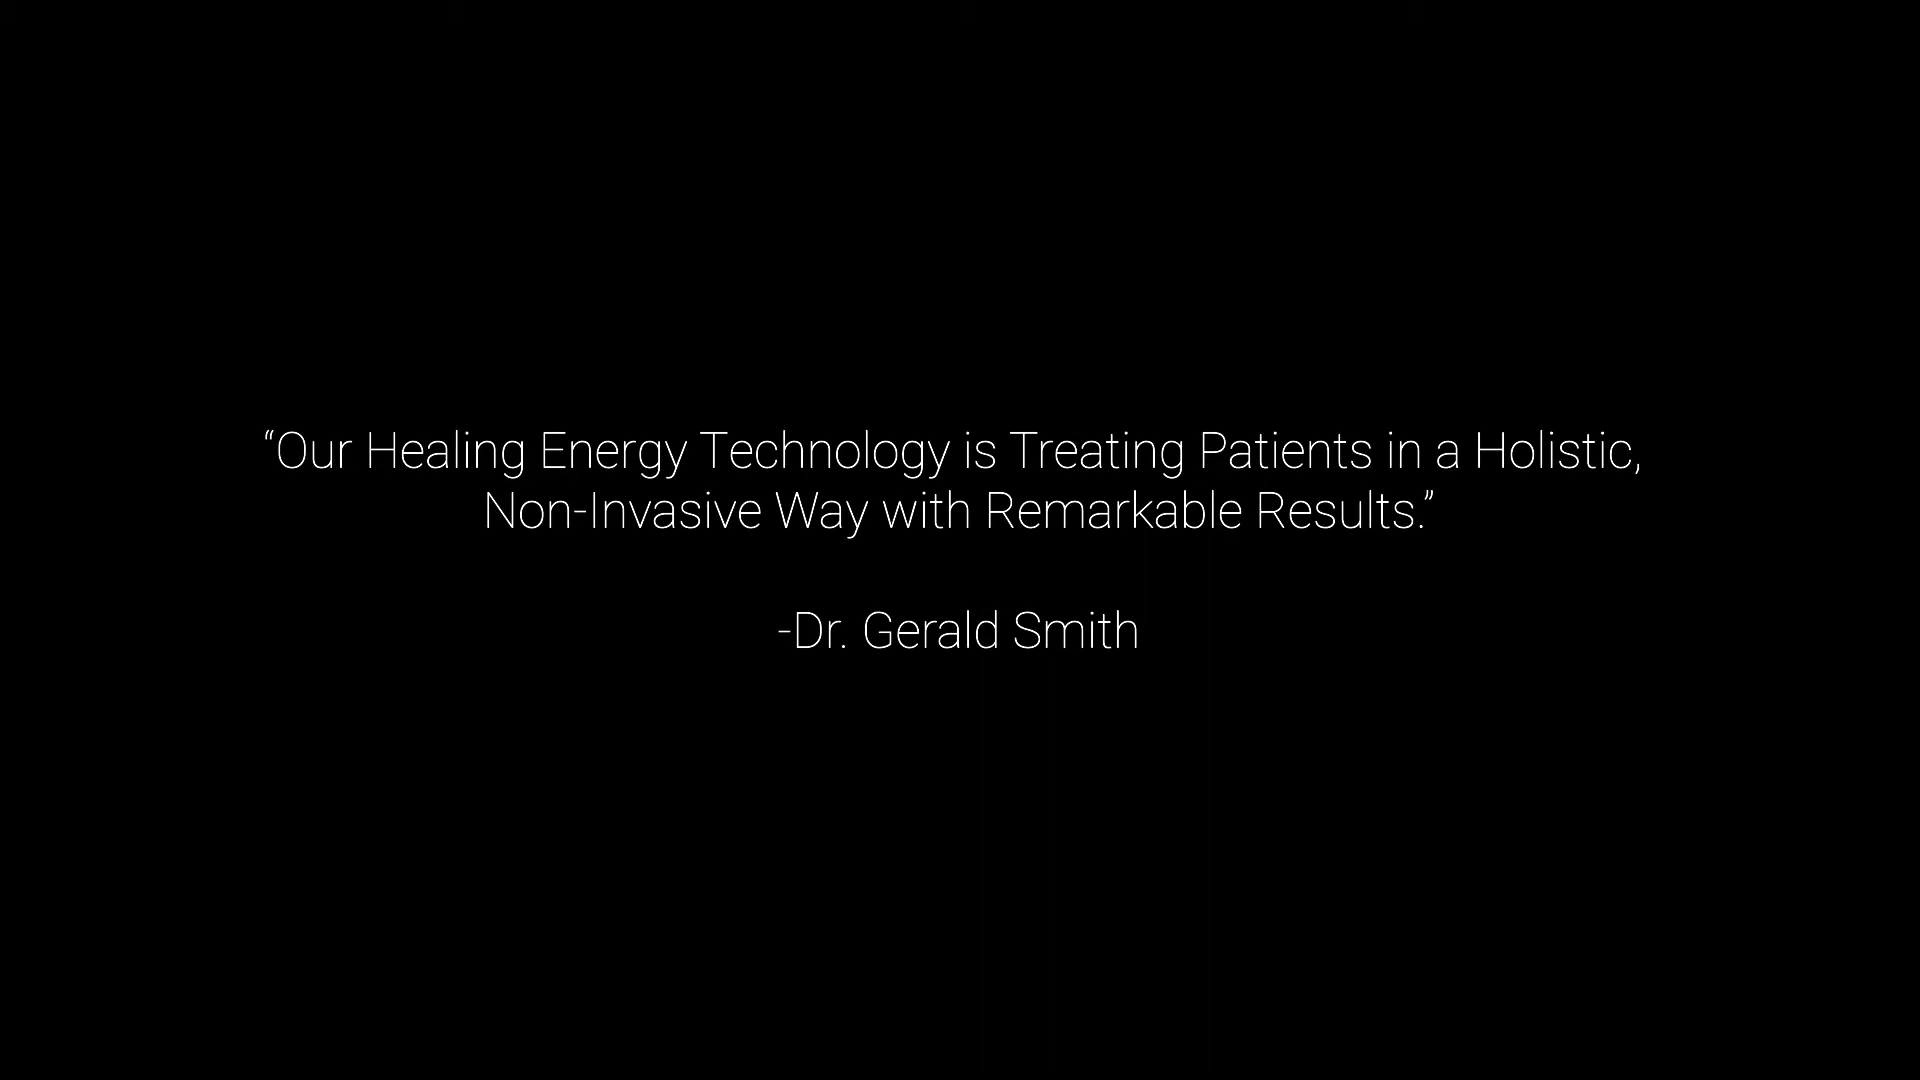 “Our Healing Energy Technology is Treating Patients in a Holistic,
Non-Invasive Way with Remarkable Results.”
-Dr. Gerald Smith